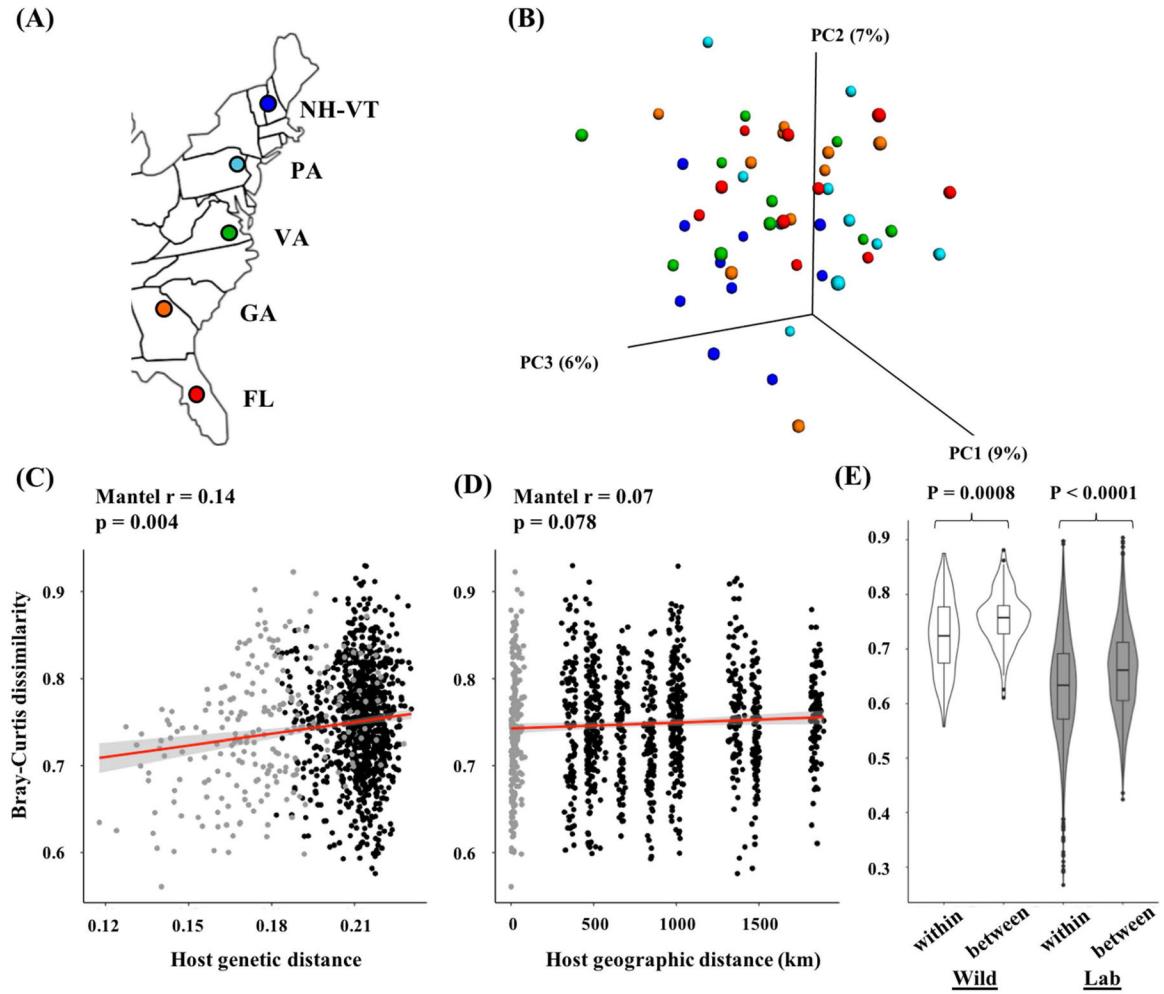 (A)
NH-VT
PA
VA
GA
FL
(B)
PC2 (7%)
PC3 (6%)
PC1 (9%)
(C)
Mantel r = 0.14
p = 0.004
Bray-Curtis dissimilarity
0.9
0.8
0.7
0.6
0.12
0.15
0.18
0.21
Host genetic distance
(D)
Mantel r = 0.07
p = 0.078
0.9
0.8
0.7
0.6
0
500
1000
1500
Host geographic distance (km)
(E)
P = 0.0008
P < 0.0001
0.9
0.8
0.7
0.6
0.5
0.4
0.3
within
between
within
between
Wild
Lab